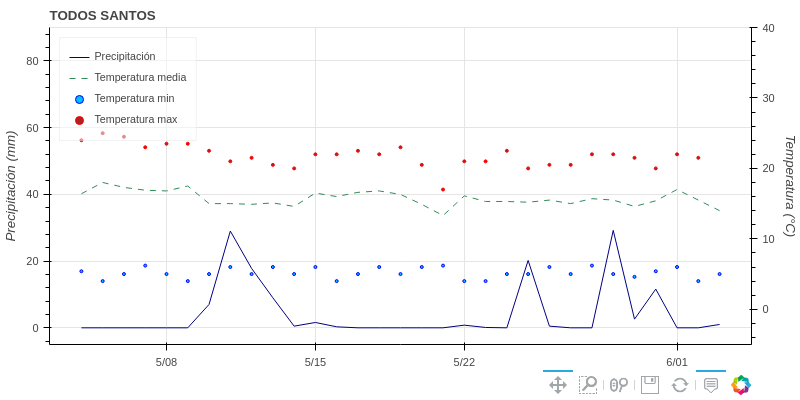 TODOS SANTOS
Precipitación
Temperatura media
Temperatura min
Temperatura max
Precipitación (mm)
80
60
40
20
0
Temperatura (°C)
40
30
20
10
0
5/08
5/15
5/22
6/01